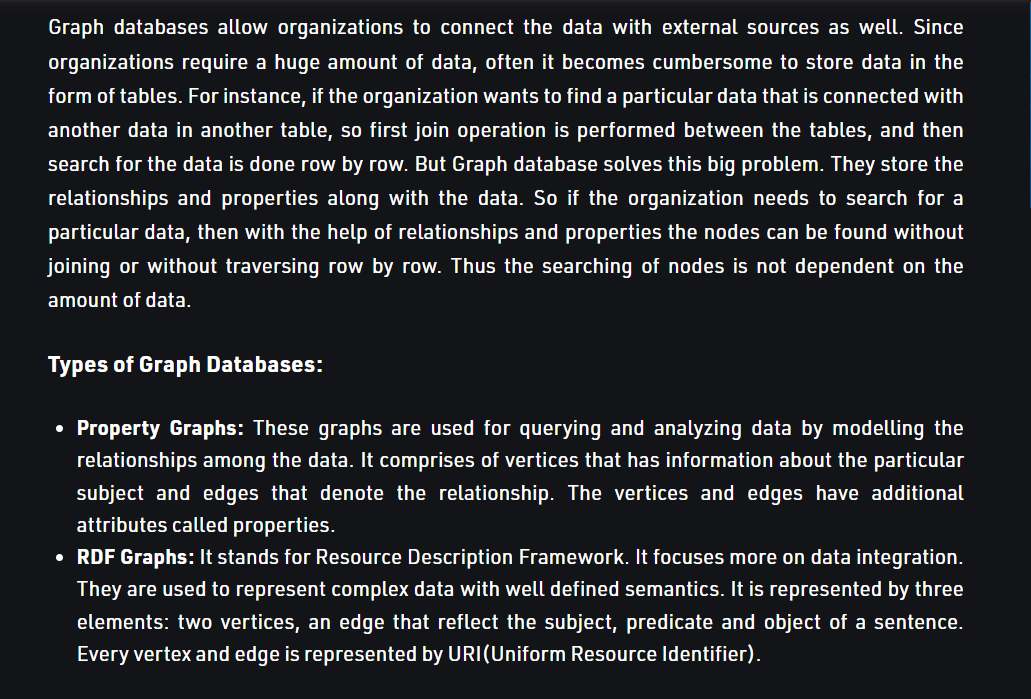 Graph databases allow organizations to connect the data with external sources as well. Since
organizations require a huge amount of data, often it becomes cumbersome to store data in the
form of tables. For instance, if the organization wants to find a particular data that is connected with
another data in another table, so first join operation is performed between the tables, and then
search for the data is done row by row. But Graph database solves this big problem. They store the
relationships and properties along with the data. So if the organization needs to search for a
particular data, then with the help of relationships and properties the nodes can be found without
joining or without traversing row by row. Thus the searching of nodes is not dependent on the
amount of data.
Types of Graph Databases:
• Property Graphs: These graphs are used for querying and analyzing data by modelling the
relationships among the data. It comprises of vertices that has information about the particular
subject and edges that denote the relationship. The vertices and edges have additional
attributes called properties.
• RDF Graphs: It stands for Resource Description Framework. It focuses more on data integration.
They are used to represent complex data with well defined semantics. It is represented by three
elements: two vertices, an edge that reflect the subject, predicate and object of a sentence.
Every vertex and edge is represented by URI(Uniform Resource Identifier).